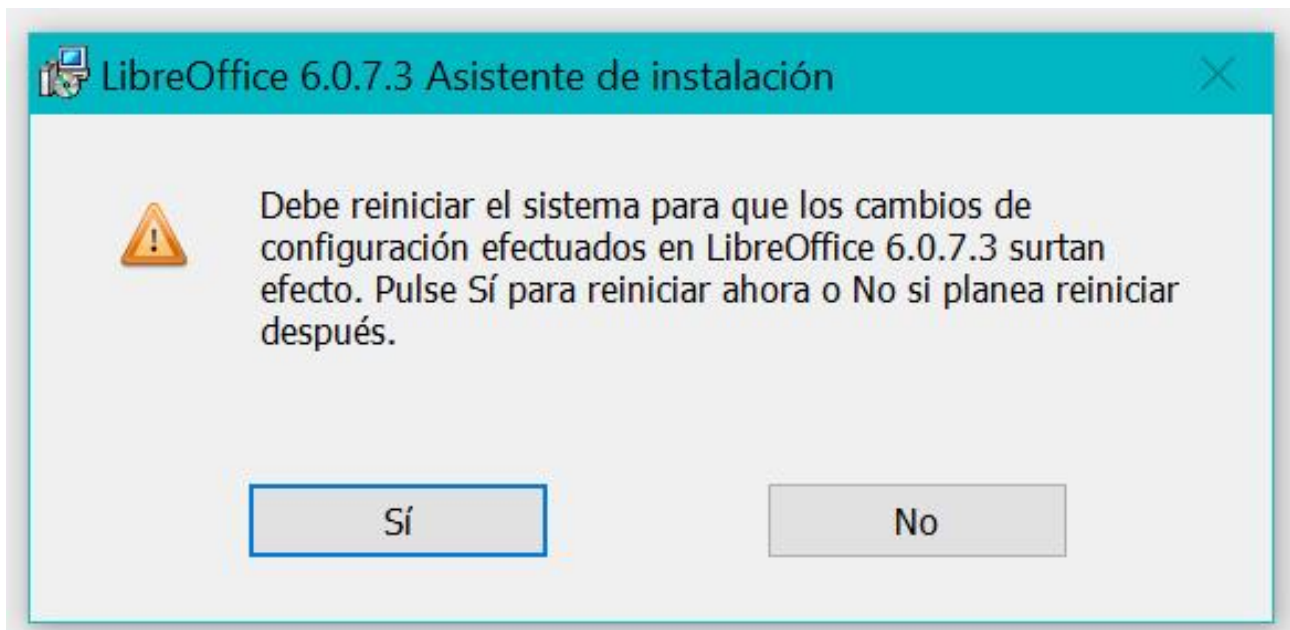 LibreOffice 6.0.7.3 Asistente de instalación
Debe reiniciar el sistema para que los cambios de
configuración efectuados en LibreOffice 6.0.7.3 surtan
efecto. Pulse Sí para reiniciar ahora o No si planea reiniciar
después.
Sí
No